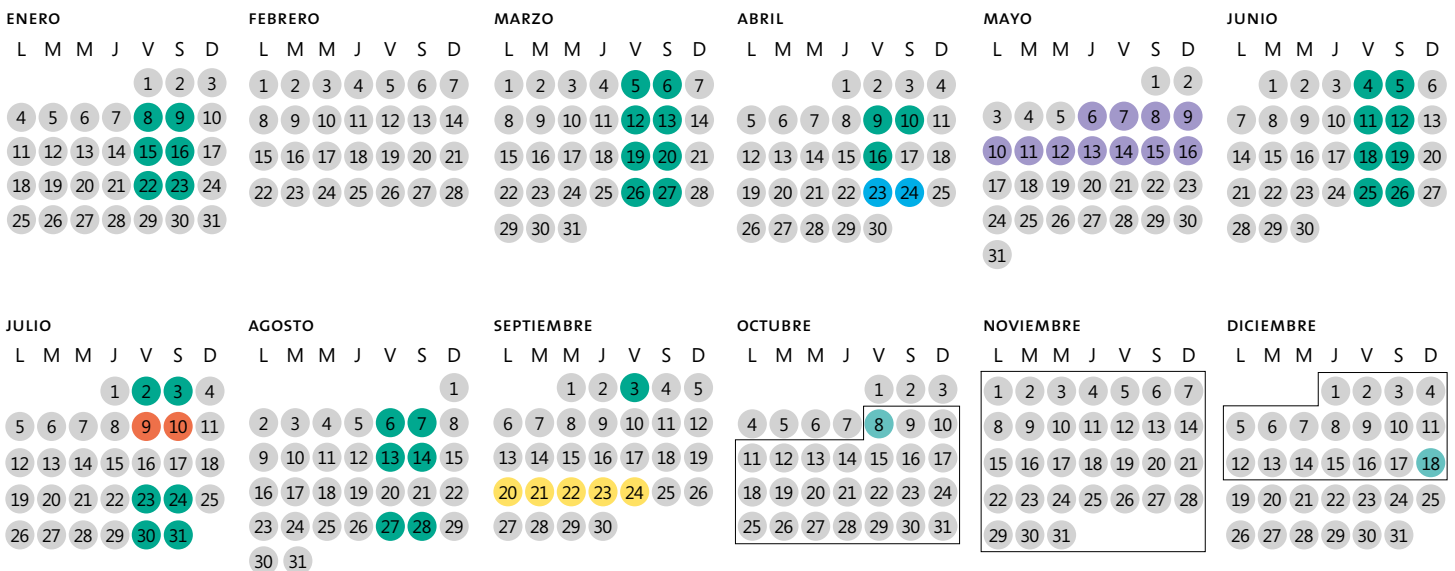 ENERO
L M M J V S D
1 2 3
4 5 6 7 8 9 10
11 12 13 14 15 16 17
18 19 20 21 22 23 24
25 26 27 28 29 30 31
FEBRERO
L M M J V S D
1 2 3 4 5 6 7
8 9 10 11 12 13 14
15 16 17 18 19 20 21
22 23 24 25 26 27 28
MARZO
L M M J V S D
1 2 3 4 5 6 7
8 9 10 11 12 13 14
15 16 17 18 19 20 21
22 23 24 25 26 27 28
29 30 31
ABRIL
L M M J V S D
1 2 3 4
5 6 7 8 9 10 11
12 13 14 15 16 17 18
19 20 21 22 23 24 25
26 27 28 29 30
MAYO
L M M J V S D
1 2
3 4 5 6 7 8 9
10 11 12 13 14 15 16
17 18 19 20 21 22 23
24 25 26 27 28 29 30
31
JUNIO
L M M J V S D
1 2 3 4 5 6
7 8 9 10 11 12 13
14 15 16 17 18 19 20
21 22 23 24 25 26 27
28 29 30
JULIO
L M M J V S D
1 2 3 4
5 6 7 8 9 10 11
12 13 14 15 16 17 18
19 20 21 22 23 24 25
26 27 28 29 30 31
AGOSTO
L M M J V S D
1
2 3 4 5 6 7 8
9 10 11 12 13 14 15
16 17 18 19 20 21 22
23 24 25 26 27 28 29
30 31
SEPTIEMBRE
L M M J V S D
1 2 3 4 5
6 7 8 9 10 11 12
13 14 15 16 17 18 19
20 21 22 23 24 25 26
27 28 29 30
OCTUBRE
L M M J V S D
1 2 3
4 5 6 7 8 9 10
11 12 13 14 15 16 17
18 19 20 21 22 23 24
25 26 27 28 29 30 31
NOVIEMBRE
L M M J V S D
1 2 3 4 5 6 7
8 9 10 11 12 13 14
15 16 17 18 19 20 21
22 23 24 25 26 27 28
29 30 31
DICIEMBRE
L M M J V S D
1 2 3 4
5 6 7 8 9 10 11
12 13 14 15 16 17 18
19 20 21 22 23 24 25
26 27 28 29 30 31